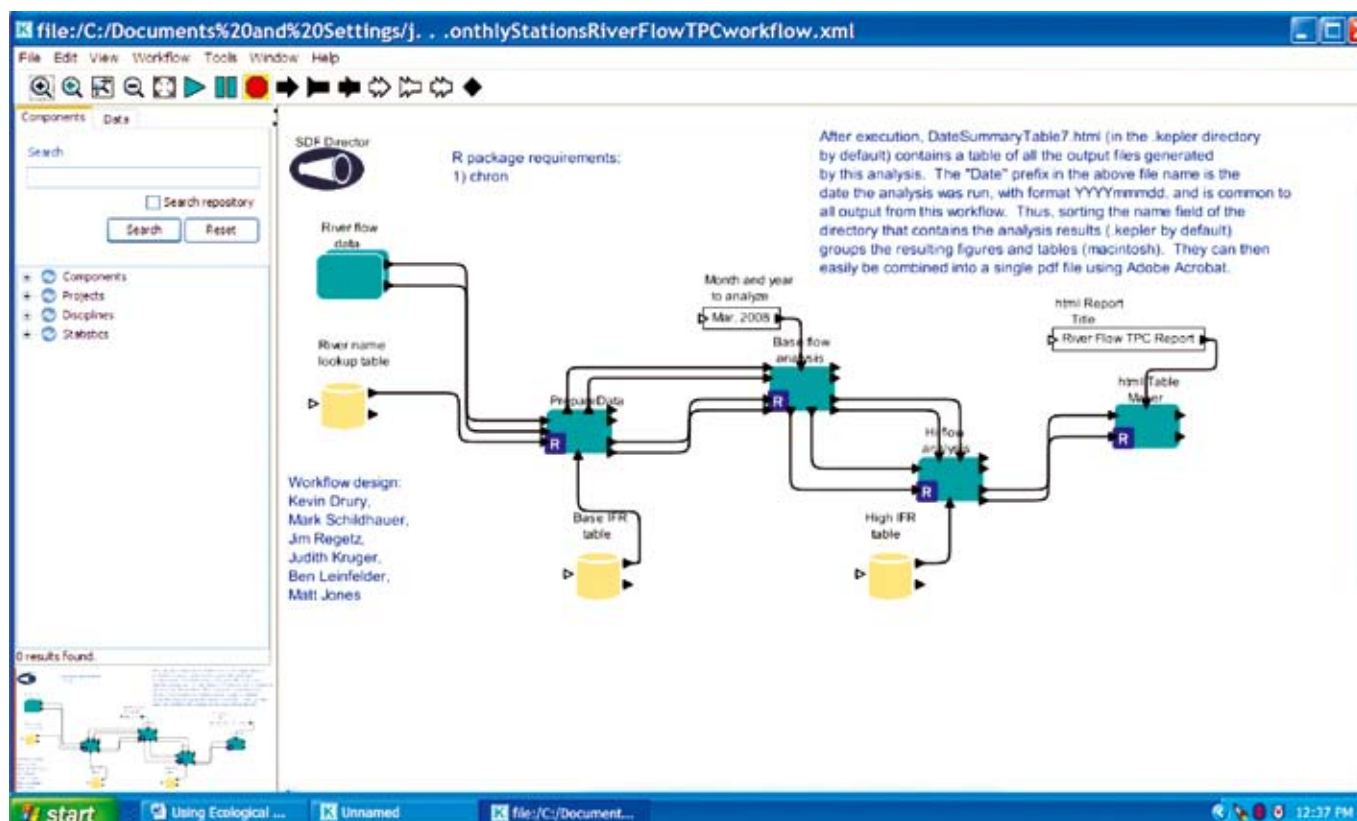 file:/C:/Documents%20and%20Settings/j. . .onthlyStationsRiverFlowTPCworkflow.xml
File Edit View Workflow Tools Window Help
Components Data
Search
Search repository
Search Reset
Components
Projects
Disciplines
Statistics
0 results found.
SDF Director
R package requirements:
1) chron
After execution, DateSummaryTable7.html (in the .kepler directory
by default) contains a table of all the output files generated
by this analysis. The "Date" prefix in the above file name is the
date the analysis was run, with format YYYYmmmdd, and is common to
all output from this workflow. Thus, sorting the name field of the
directory that contains the analysis results (.kepler by default)
groups the resulting figures and tables (macintosh). They can then
easily be combined into a single pdf file using Adobe Acrobat.
River flow
data
River name
lookup table
Month and year
to analyze
Mar, 2008
html Report
Title
River Flow TPC Report
Base flow
analysis
R
PrepareData
R
html Table
Maker
R
Hi flow
analysis
R
Base IFR
table
High IFR
table
Workflow design:
Kevin Drury,
Mark Schildhauer,
Jim Regetz,
Judith Kruger,
Ben Leinfelder,
Matt Jones
start
Using Ecological ...
Unnamed
file:/C:/Document...
12:37 PM